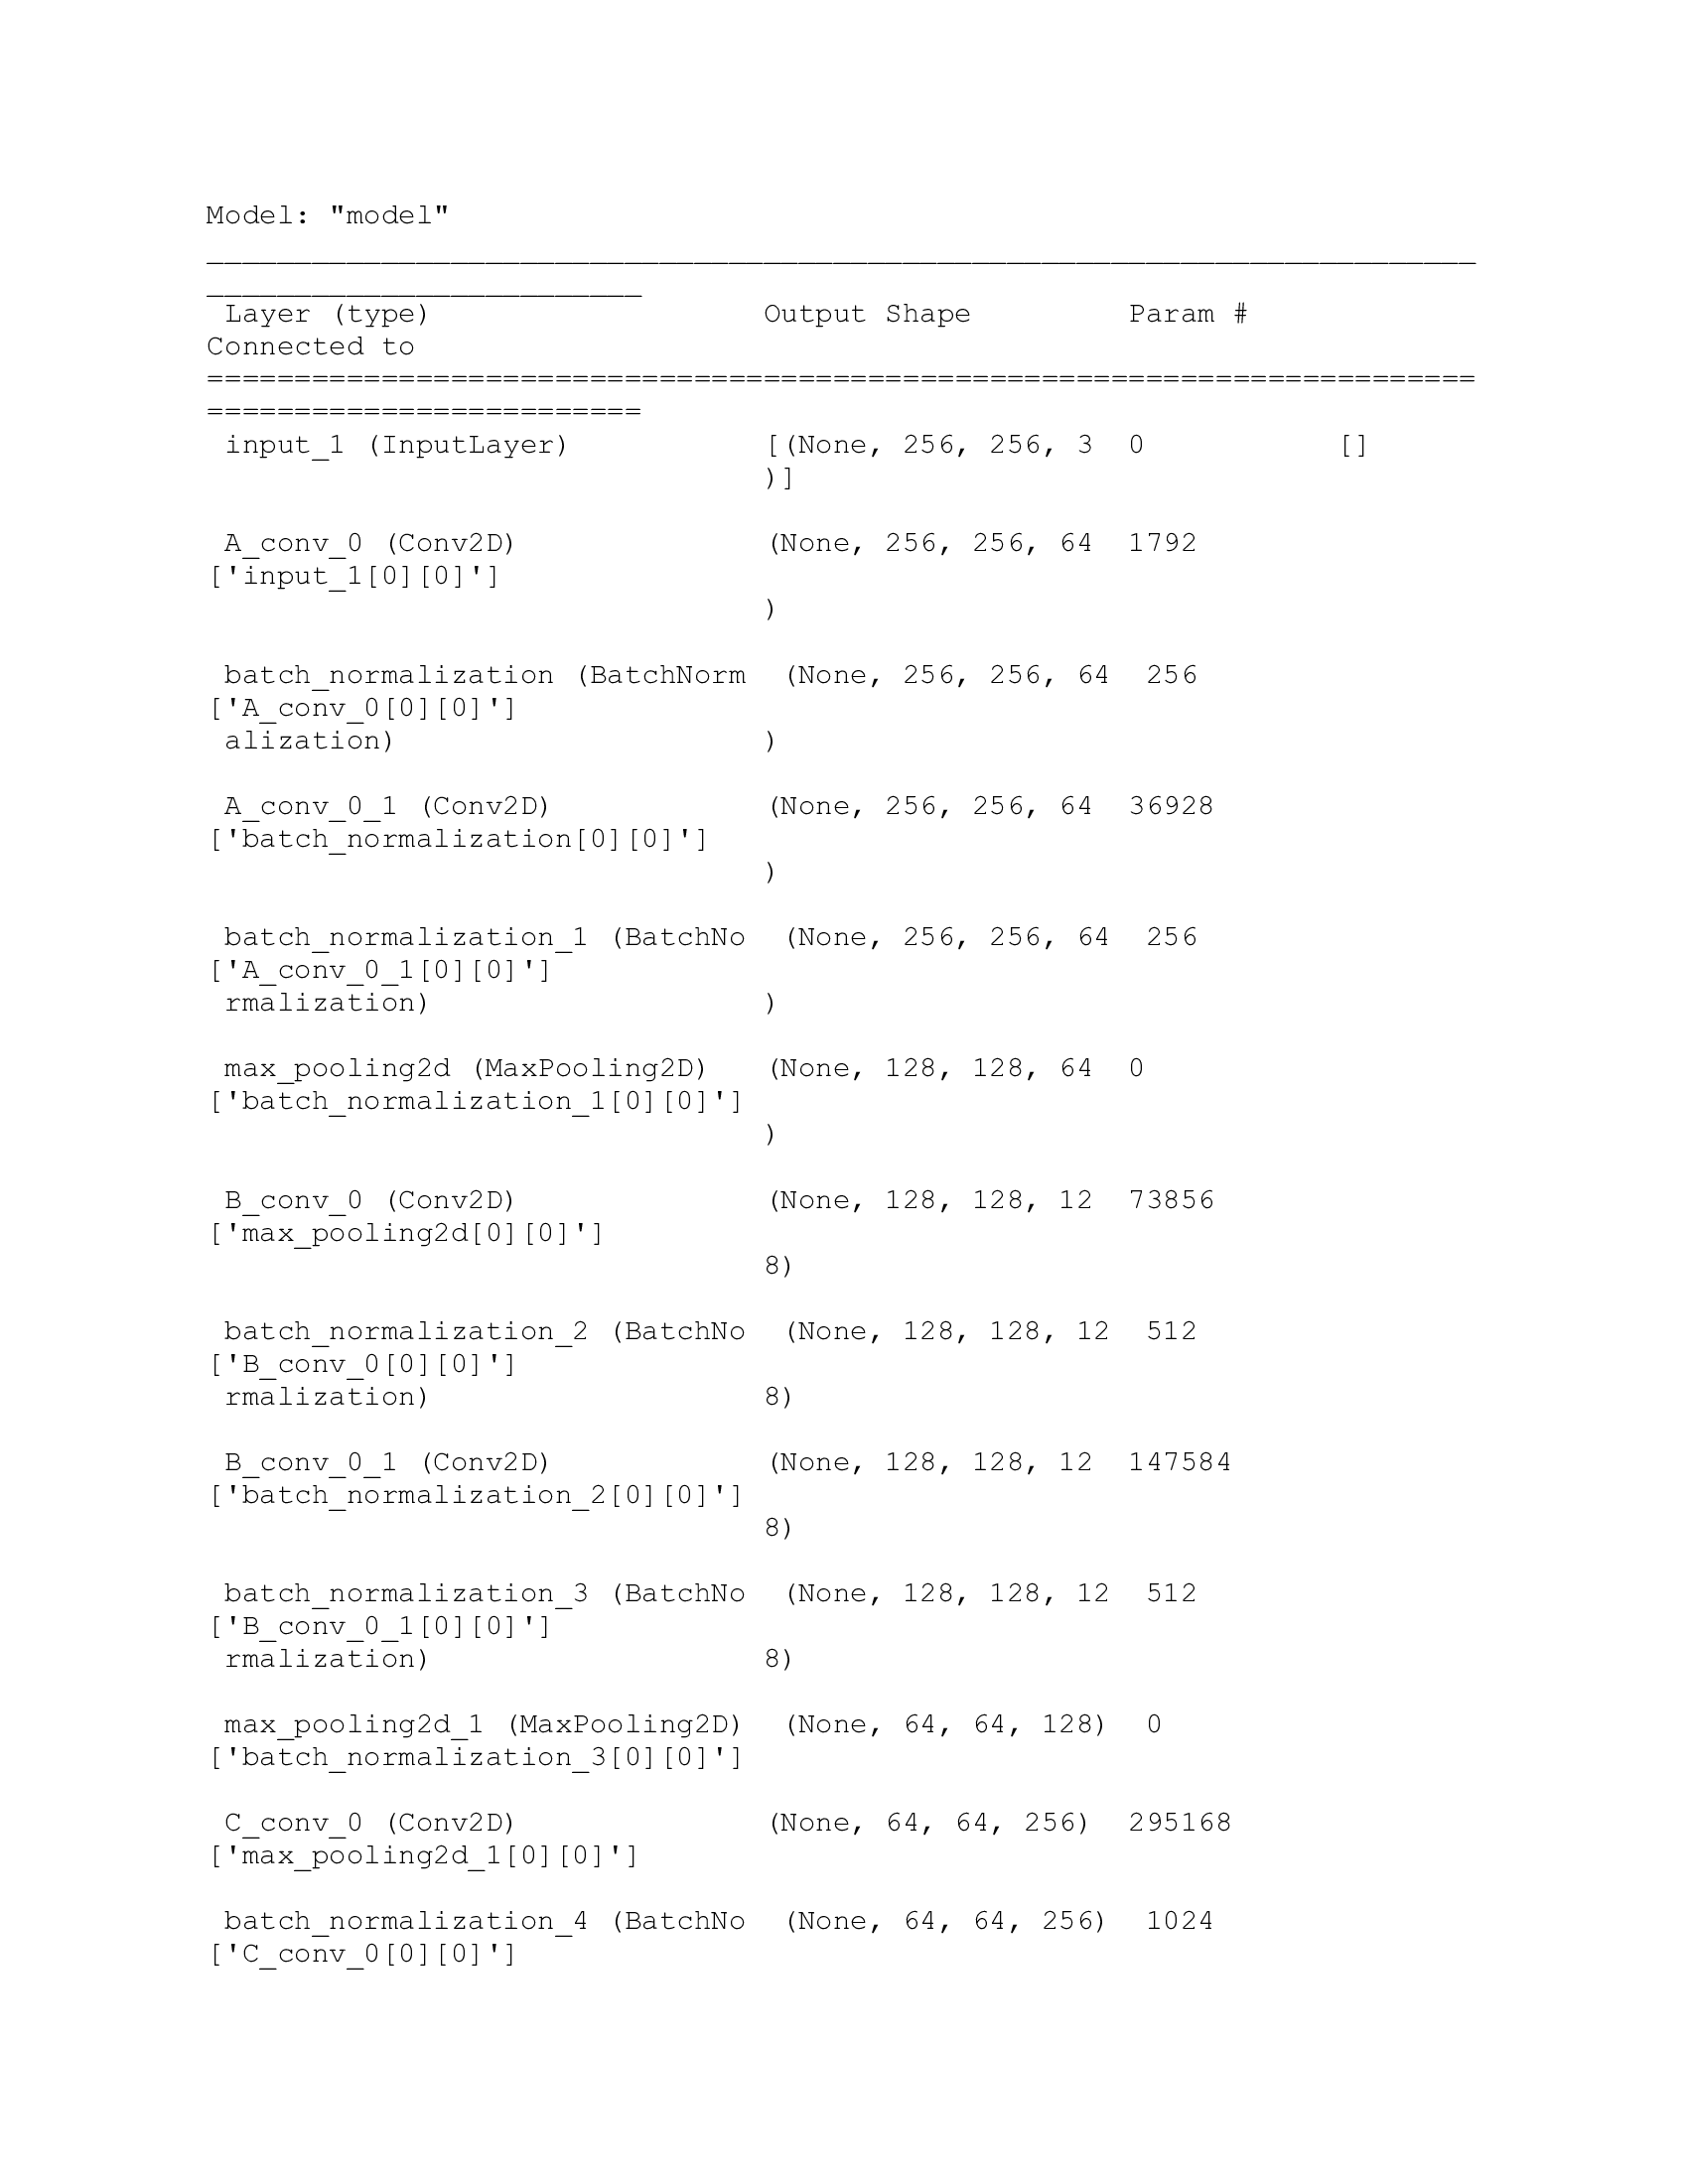 Model: "model"
_________________________________________________________________________
_________________________
 Layer (type)                   Output Shape         Param #
Connected to
=========================================================================
=========================
 input_1 (InputLayer)           [(None, 256, 256, 3  0           []
                                )]
 A_conv_0 (Conv2D)              (None, 256, 256, 64  1792
['input_1[0][0]']
                                )
 batch_normalization (BatchNorm  (None, 256, 256, 64  256
['A_conv_0[0][0]']
 alization)                     )
 A_conv_0_1 (Conv2D)            (None, 256, 256, 64  36928
['batch_normalization[0][0]']
                                )
 batch_normalization_1 (BatchNo  (None, 256, 256, 64  256
['A_conv_0_1[0][0]']
 rmalization)                   )
 max_pooling2d (MaxPooling2D)   (None, 128, 128, 64  0
['batch_normalization_1[0][0]']
                                )
 B_conv_0 (Conv2D)              (None, 128, 128, 12  73856
['max_pooling2d[0][0]']
                                8)
 batch_normalization_2 (BatchNo  (None, 128, 128, 12  512
['B_conv_0[0][0]']
 rmalization)                   8)
 B_conv_0_1 (Conv2D)            (None, 128, 128, 12  147584
['batch_normalization_2[0][0]']
                                8)
 batch_normalization_3 (BatchNo  (None, 128, 128, 12  512
['B_conv_0_1[0][0]']
 rmalization)                   8)
 max_pooling2d_1 (MaxPooling2D)  (None, 64, 64, 128)  0
['batch_normalization_3[0][0]']
 C_conv_0 (Conv2D)              (None, 64, 64, 256)  295168
['max_pooling2d_1[0][0]']
 batch_normalization_4 (BatchNo  (None, 64, 64, 256)  1024
['C_conv_0[0][0]']